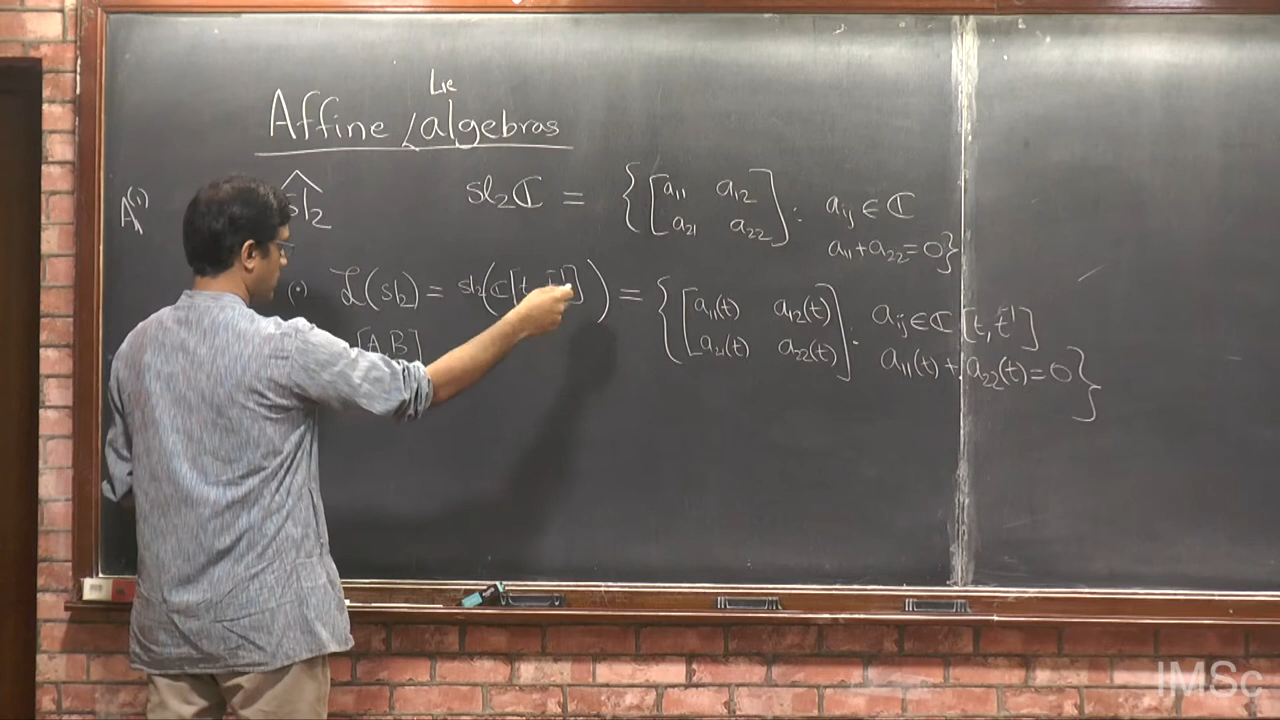 Affine Lie algebras
A₁⁽¹⁾
sl₂^
sl₂ℂ = {[a₁₁ a₁₂
a₂₁ a₂₂] : aᵢⱼ ∈ ℂ
a₁₁ + a₂₂ = 0}
(·) L(sl₂) = sl₂(ℂ[t, t⁻¹]) = {[a₁₁(t) a₁₂(t)
a₂₁(t) a₂₂(t)] : aᵢⱼ ∈ ℂ[t, t⁻¹]
a₁₁(t) + a₂₂(t) = 0}
[A, B]
IMSc